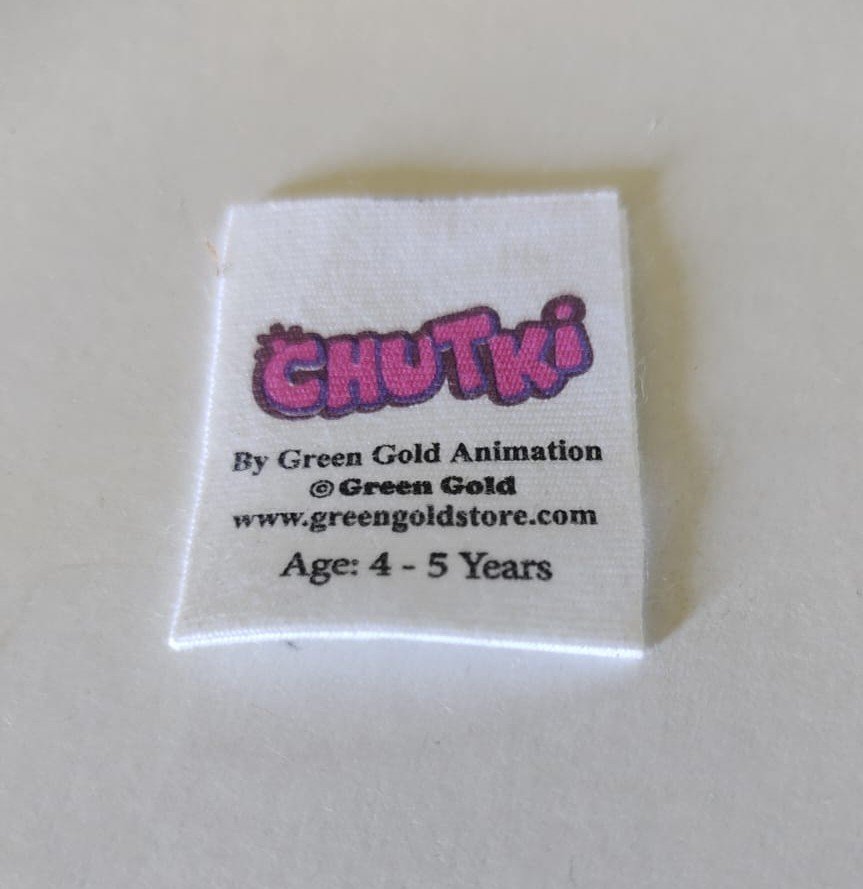 CHUTKi
By Green Gold Animation
© Green Gold
www.greengoldstore.com
Age: 4 - 5 Years